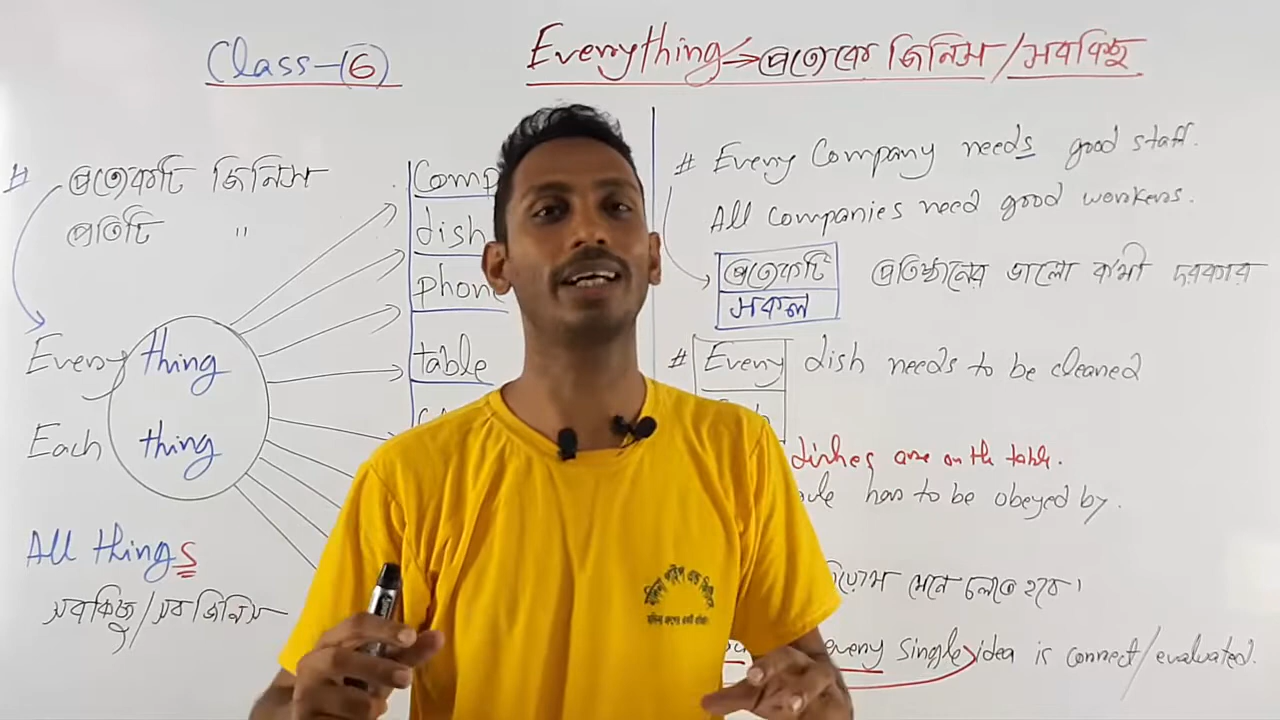 Class-6
Everything → প্রত্যেক জিনিস / সবকিছু
# প্রত্যেকটি জিনিস
প্রতিটি "
Every thing
Each thing
All things
সবকিছু/সব জিনিস
Comp
dish
phone
table
# Every Company needs good staff.
All Companies need good workers.
প্রত্যেকটি প্রতিষ্ঠানের ভালো কর্মী দরকার
সকল
# Every dish needs to be cleaned
dishes are on the table.
has to be obeyed by.
মেনে চলতে হবে।
every single idea is connect/evaluated.